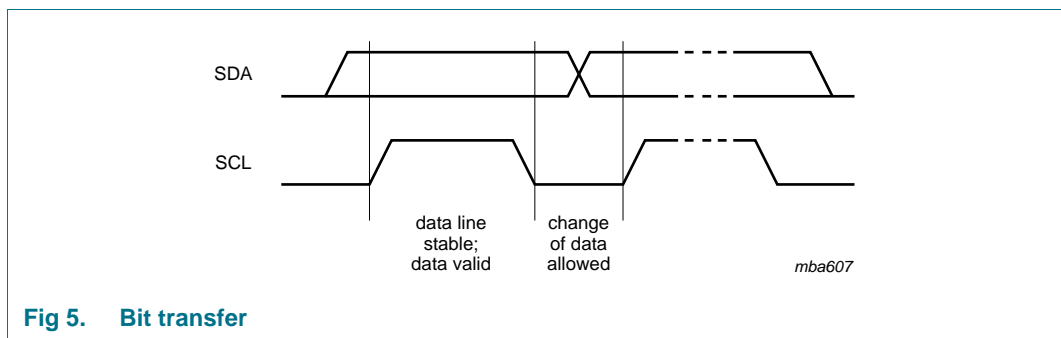 SDA
SCL
data line
stable;
data valid
change
of data
allowed
mba607
Fig 5. Bit transfer